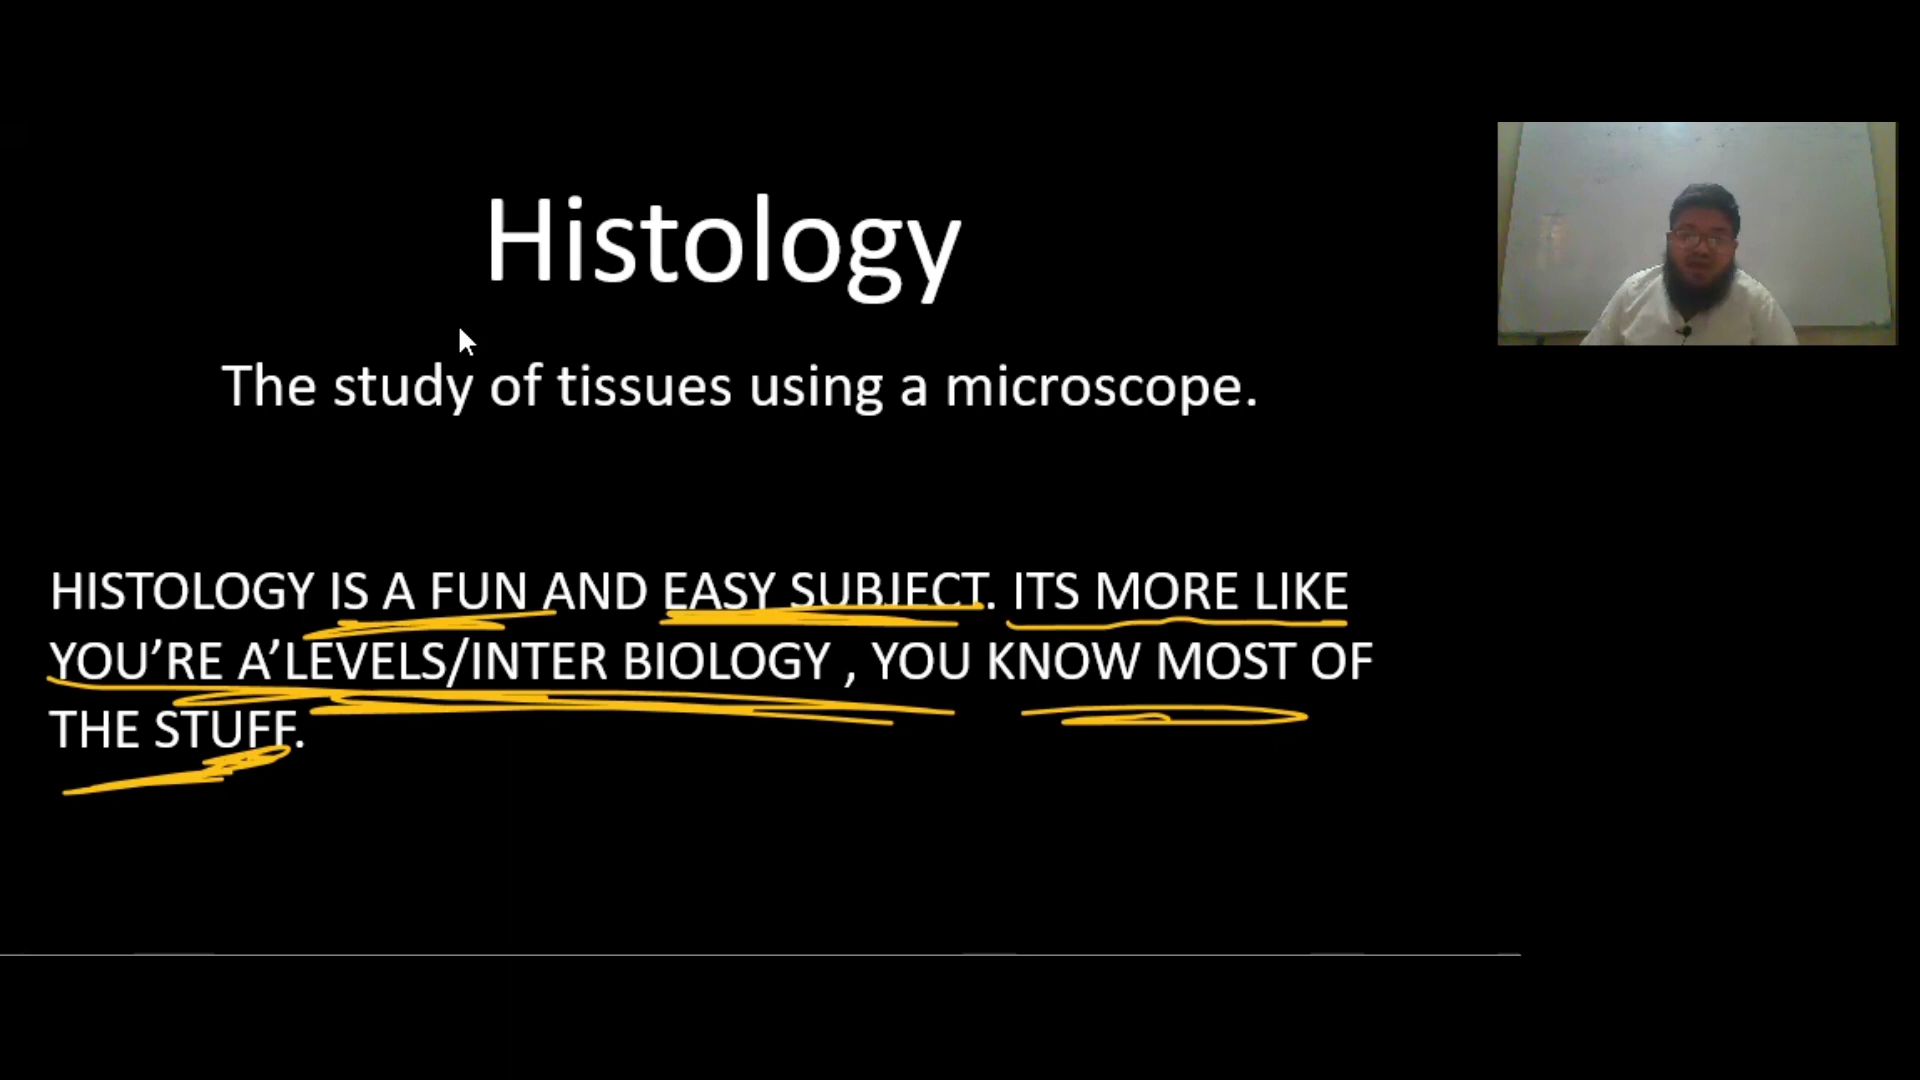 Histology
The study of tissues using a microscope.
HISTOLOGY IS A FUN AND EASY SUBJECT. ITS MORE LIKE
YOU’RE A’LEVELS/INTER BIOLOGY , YOU KNOW MOST OF
THE STUFF.